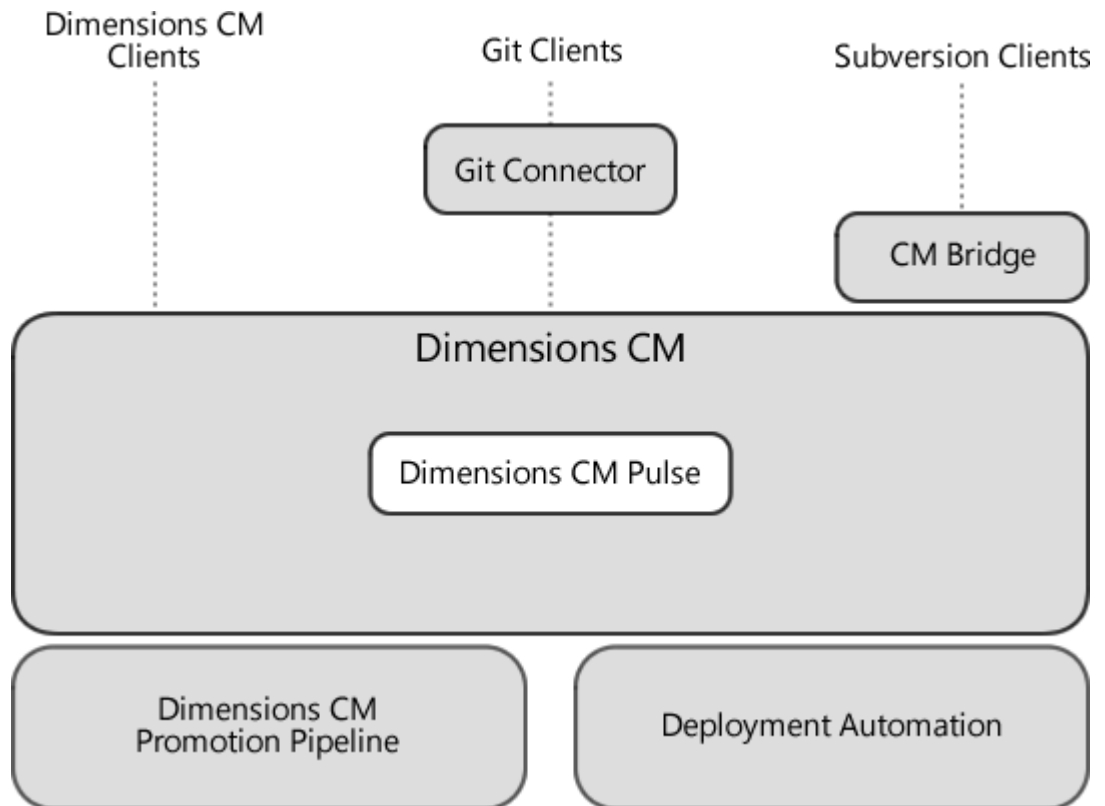 Dimensions CM
Clients
Git Clients
Subversion Clients
Git Connector
CM Bridge
Dimensions CM
Dimensions CM Pulse
Dimensions CM
Promotion Pipeline
Deployment Automation